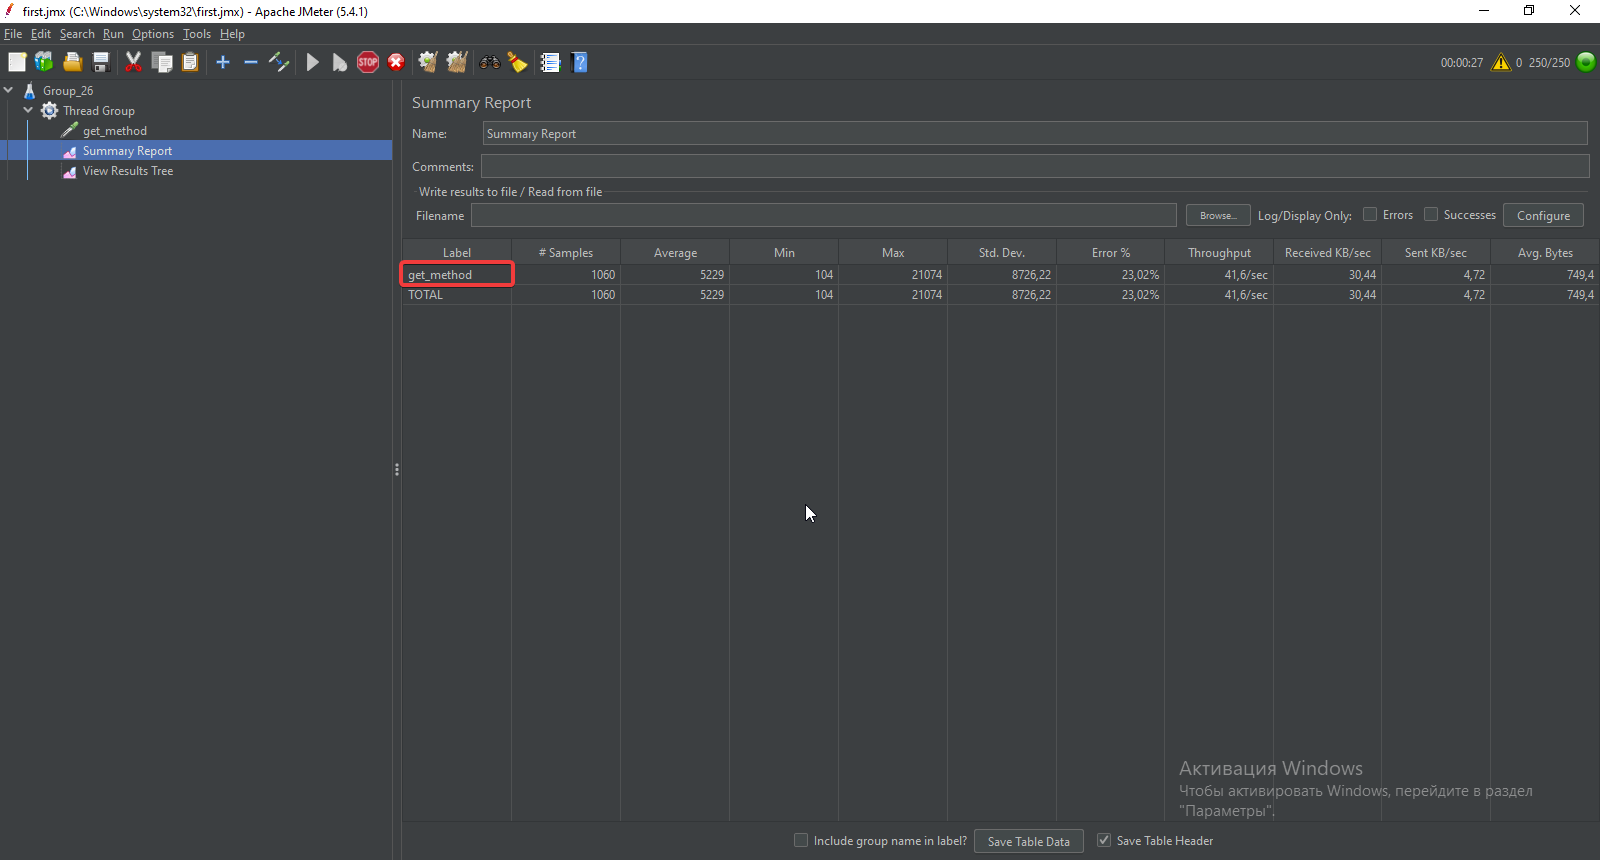 first.jmx (C:\Windows\system32\first.jmx) - Apache JMeter (5.4.1)
File Edit Search Run Options Tools Help
STOP
00:00:27 0 250/250
Group_26
Thread Group
get_method
Summary Report
View Results Tree
Summary Report
Name: Summary Report
Comments:
Write results to file / Read from file
Filename Browse... Log/Display Only: Errors Successes Configure
Label # Samples Average Min Max Std. Dev. Error % Throughput Received KB/sec Sent KB/sec Avg. Bytes
get_method 1060 5229 104 21074 8726,22 23,02% 41,6/sec 30,44 4,72 749,4
TOTAL 1060 5229 104 21074 8726,22 23,02% 41,6/sec 30,44 4,72 749,4
Активация Windows
Чтобы активировать Windows, перейдите в раздел
"Параметры".
Include group name in label? Save Table Data Save Table Header